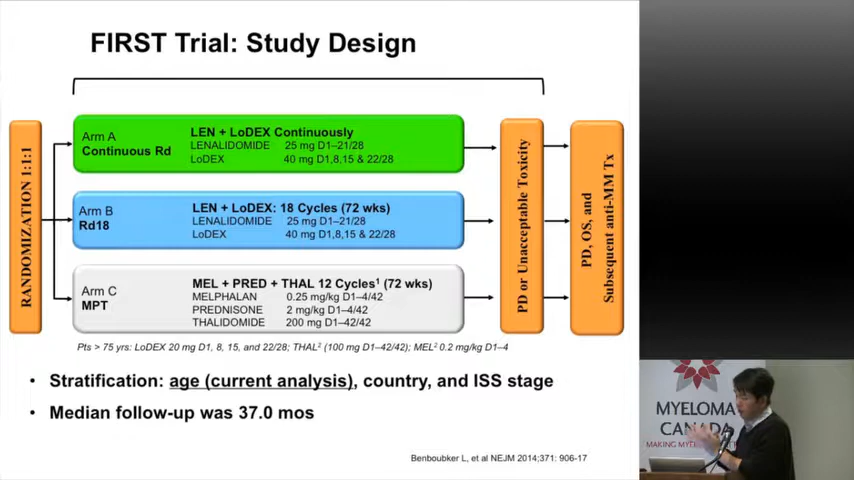 FIRST Trial: Study Design
RANDOMIZATION 1:1:1
Arm A
Continuous Rd
LEN + LoDEX Continuously
LENALIDOMIDE 25 mg D1–21/28
LoDEX 40 mg D1,8,15 & 22/28
Arm B
Rd18
LEN + LoDEX: 18 Cycles (72 wks)
LENALIDOMIDE 25 mg D1–21/28
LoDEX 40 mg D1,8,15 & 22/28
Arm C
MPT
MEL + PRED + THAL 12 Cycles¹ (72 wks)
MELPHALAN 0.25 mg/kg D1–4/42
PREDNISONE 2 mg/kg D1–4/42
THALIDOMIDE 200 mg D1–42/42
PD or Unacceptable Toxicity
PD, OS, and
Subsequent anti-MM Tx
Pts > 75 yrs: LoDEX 20 mg D1, 8, 15, and 22/28; THAL² (100 mg D1–42/42); MEL² 0.2 mg/kg D1–4
• Stratification: age (current analysis), country, and ISS stage
• Median follow-up was 37.0 mos
Benboubker L, et al NEJM 2014;371: 906-17
MYELOMA
CANADA
MAKING